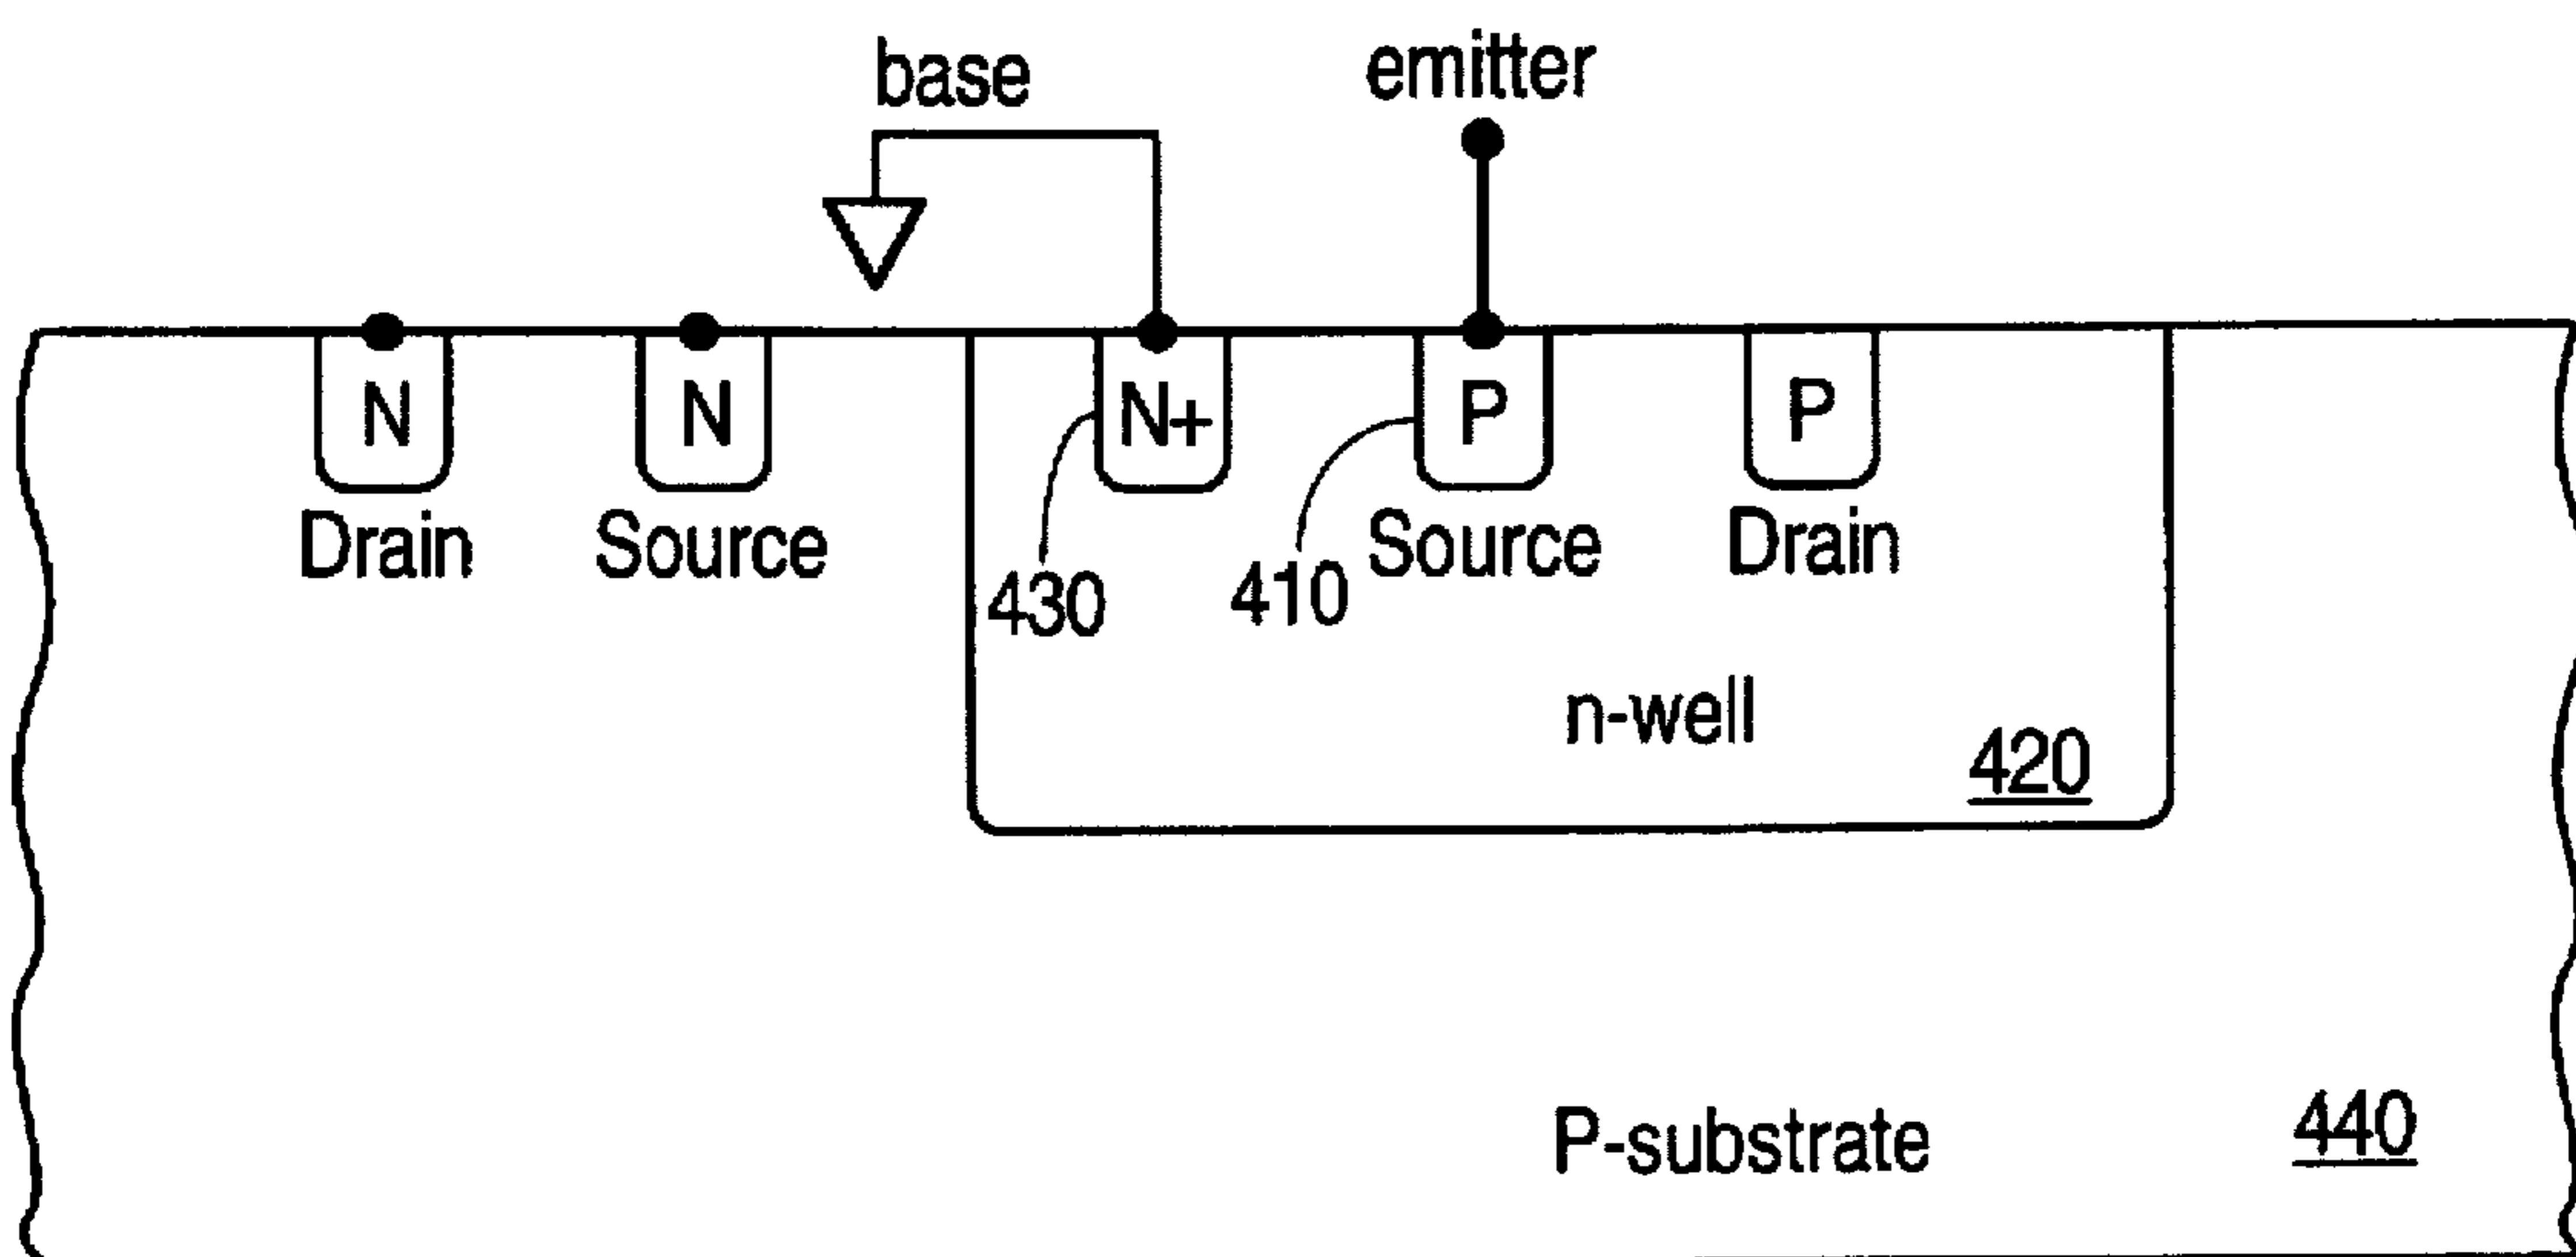 base
emitter
N N N+ P P
Drain Source 430 410 Source Drain
n-well
420
P-substrate
440